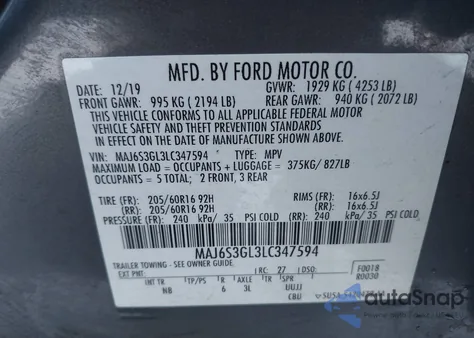 MFD. BY FORD MOTOR CO.
DATE: 12/19 GVWR: 1929 KG ( 4253 LB)
FRONT GAWR: 995 KG ( 2194 LB) REAR GAWR: 940 KG ( 2072 LB)
THIS VEHICLE CONFORMS TO ALL APPLICABLE FEDERAL MOTOR
VEHICLE SAFETY AND THEFT PREVENTION STANDARDS IN
EFFECT ON THE DATE OF MANUFACTURE SHOWN ABOVE.
VIN: MAJ6S3GL3LC347594 TYPE: MPV
MAXIMUM LOAD = OCCUPANTS + LUGGAGE = 375KG/ 827LB
OCCUPANTS = 5 TOTAL; 2 FRONT, 3 REAR
TIRE (FR): 205/60R16 92H RIMS (FR): 16x6.5J
(RR): 205/60R16 92H (RR): 16x6.5J
PRESSURE (FR): 240 kPa/ 35 PSI COLD (RR): 240 kPa/ 35 PSI COLD
MAJ6S3GL3LC347594
TRAILER TOWING - SEE OWNER GUIDE.
EXT PNT: RC: 27 DSO: F0018
R0030
INT TR TP/PS R AXLE TR SPR UUJJ
NB 6 3L CBU
autoSnap